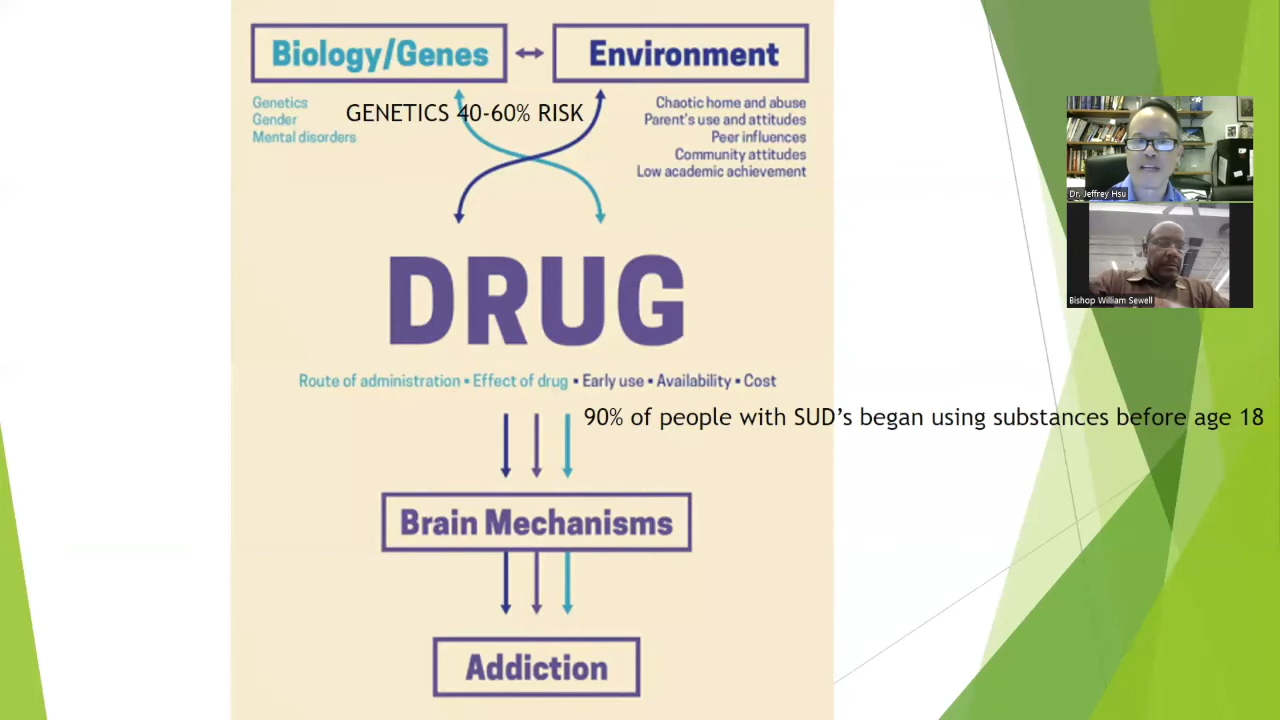 Biology/Genes
Environment
Genetics
Gender
Mental disorders
GENETICS 40-60% RISK
Chaotic home and abuse
Parent's use and attitudes
Peer influences
Community attitudes
Low academic achievement
DRUG
Route of administration ▪ Effect of drug ▪ Early use ▪ Availability ▪ Cost
90% of people with SUD’s began using substances before age 18
Brain Mechanisms
Addiction
Dr. Jeffrey Hsu
Bishop William Sewell